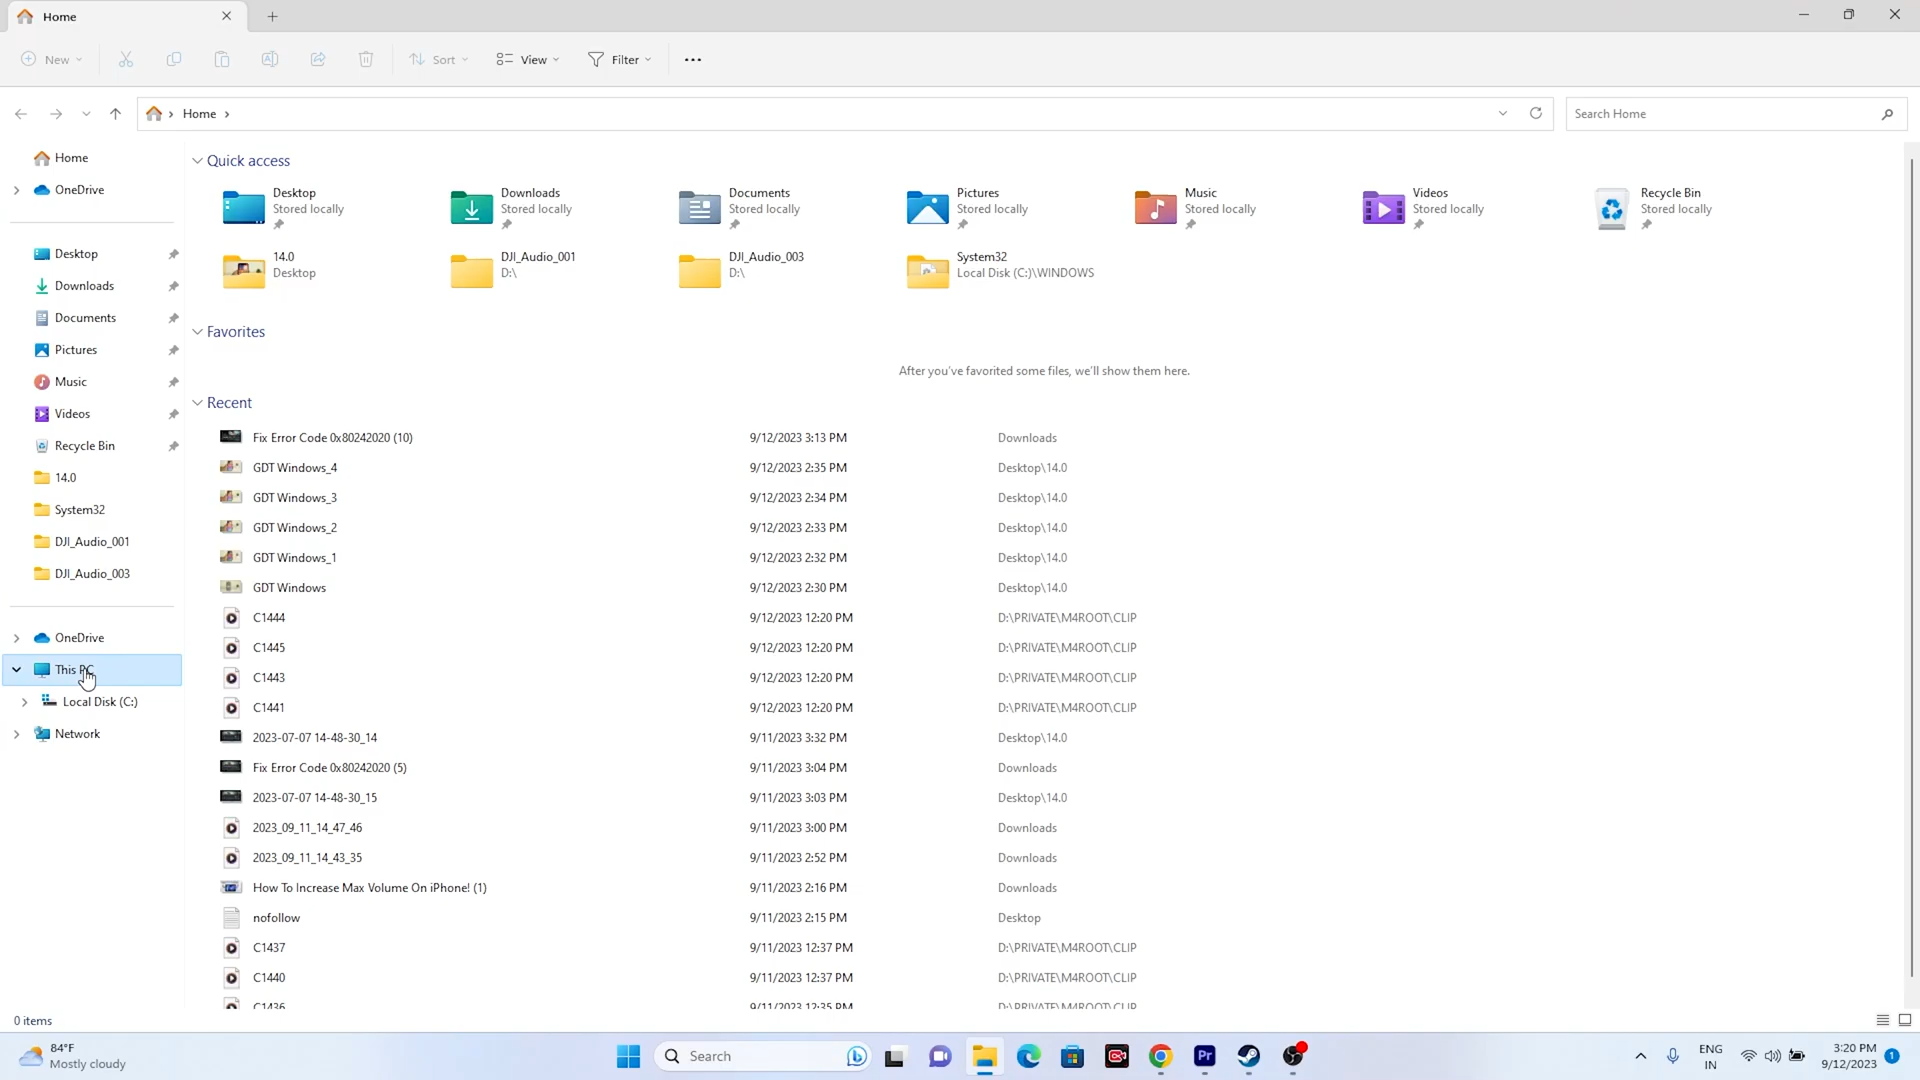 Home
New
Sort
View
Filter
Home
Search Home
Home
OneDrive
Desktop
Downloads
Documents
Pictures
Music
Videos
Recycle Bin
14.0
System32
DJI_Audio_001
DJI_Audio_003
OneDrive
This PC
Local Disk (C:)
Network
Quick access
Desktop
Stored locally
Downloads
Stored locally
Documents
Stored locally
Pictures
Stored locally
Music
Stored locally
Videos
Stored locally
Recycle Bin
Stored locally
14.0
Desktop
DJI_Audio_001
D:\
DJI_Audio_003
D:\
System32
Local Disk (C:)\WINDOWS
Favorites
After you've favorited some files, we'll show them here.
Recent
Fix Error Code 0x80242020 (10) 9/12/2023 3:13 PM Downloads
GDT Windows_4 9/12/2023 2:35 PM Desktop\14.0
GDT Windows_3 9/12/2023 2:34 PM Desktop\14.0
GDT Windows_2 9/12/2023 2:33 PM Desktop\14.0
GDT Windows_1 9/12/2023 2:32 PM Desktop\14.0
GDT Windows 9/12/2023 2:30 PM Desktop\14.0
C1444 9/12/2023 12:20 PM D:\PRIVATE\M4ROOT\CLIP
C1445 9/12/2023 12:20 PM D:\PRIVATE\M4ROOT\CLIP
C1443 9/12/2023 12:20 PM D:\PRIVATE\M4ROOT\CLIP
C1441 9/12/2023 12:20 PM D:\PRIVATE\M4ROOT\CLIP
2023-07-07 14-48-30_14 9/11/2023 3:32 PM Desktop\14.0
Fix Error Code 0x80242020 (5) 9/11/2023 3:04 PM Downloads
2023-07-07 14-48-30_15 9/11/2023 3:03 PM Desktop\14.0
2023_09_11_14_47_46 9/11/2023 3:00 PM Downloads
2023_09_11_14_43_35 9/11/2023 2:52 PM Downloads
How To Increase Max Volume On iPhone! (1) 9/11/2023 2:16 PM Downloads
nofollow 9/11/2023 2:15 PM Desktop
C1437 9/11/2023 12:37 PM D:\PRIVATE\M4ROOT\CLIP
C1440 9/11/2023 12:37 PM D:\PRIVATE\M4ROOT\CLIP
C1436 9/11/2023 12:35 PM D:\PRIVATE\M4ROOT\CLIP
0 items
84°F
Mostly cloudy
Search
Pr
ENG
IN
3:20 PM
9/12/2023
1